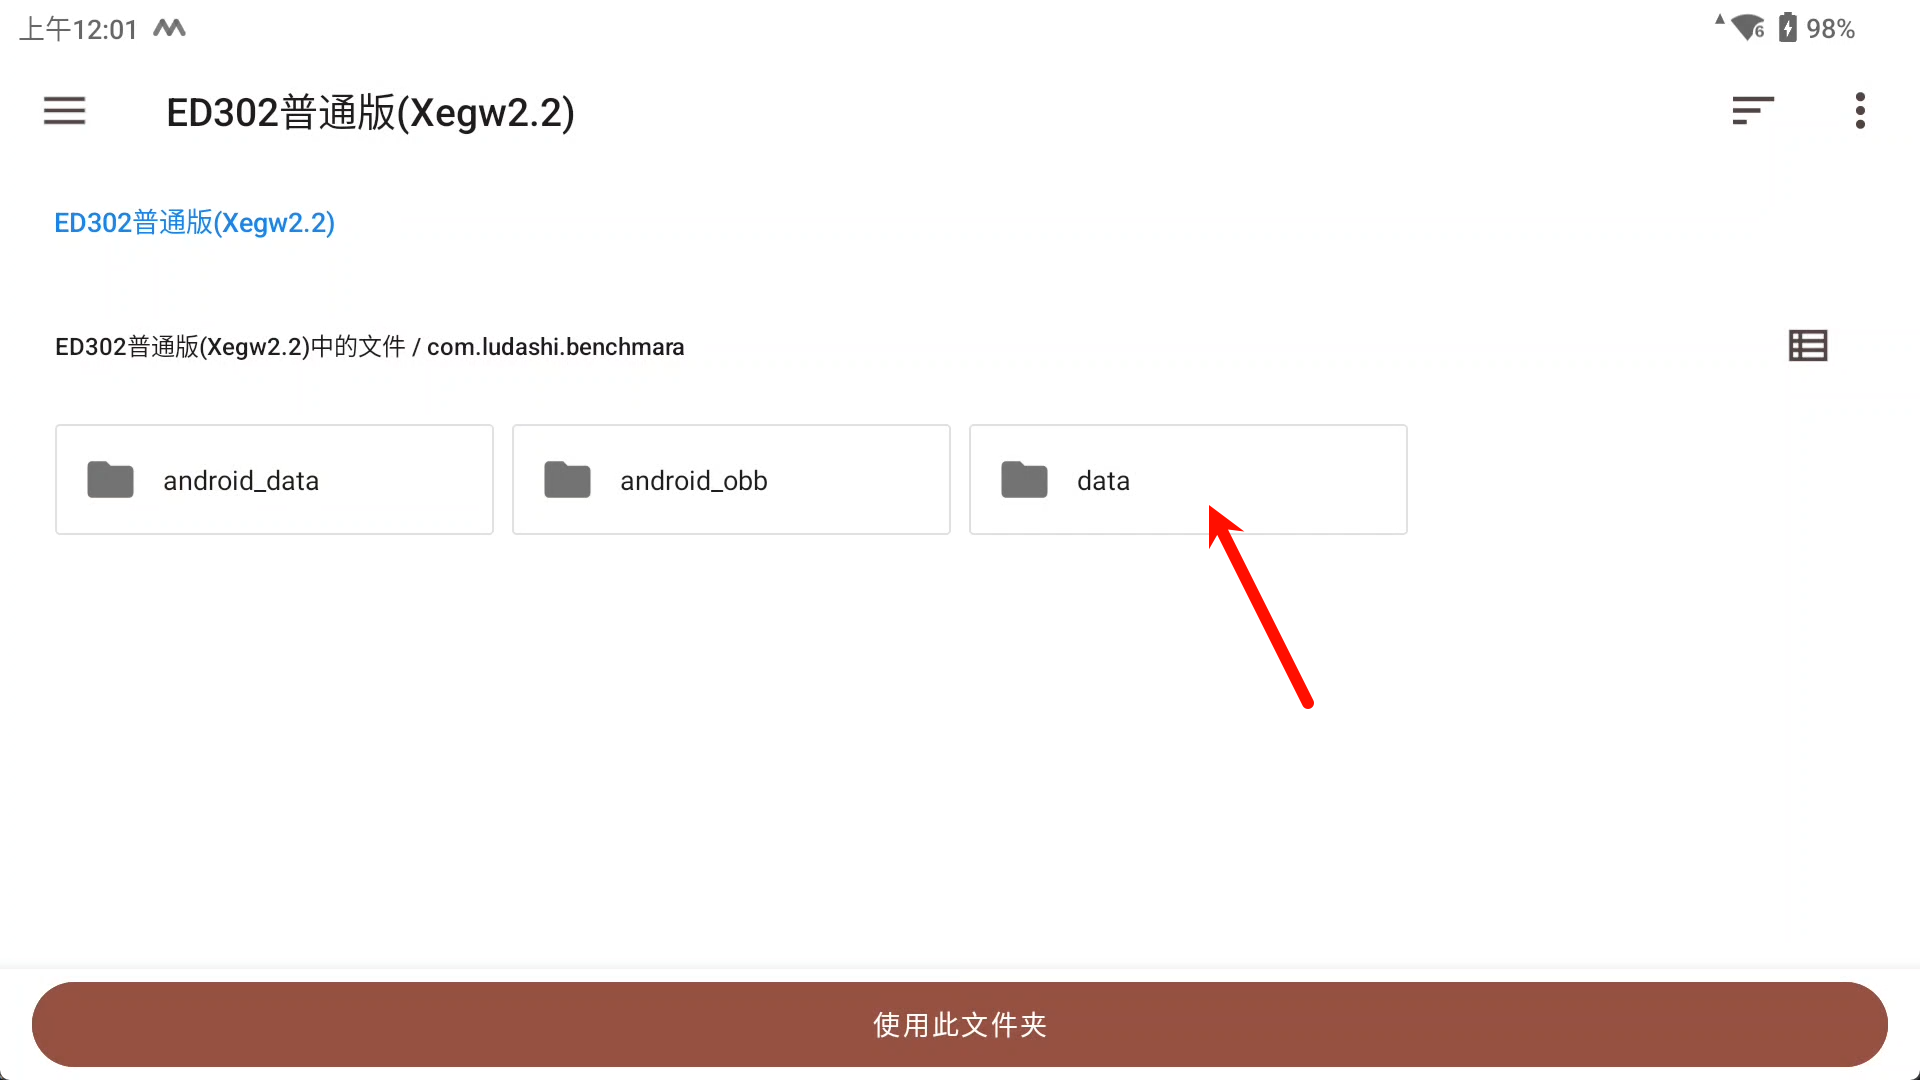 上午12:01
6 98%
ED302普通版(Xegw2.2)
ED302普通版(Xegw2.2)
ED302普通版(Xegw2.2)中的文件 / com.ludashi.benchmara
android_data
android_obb
data
使用此文件夹